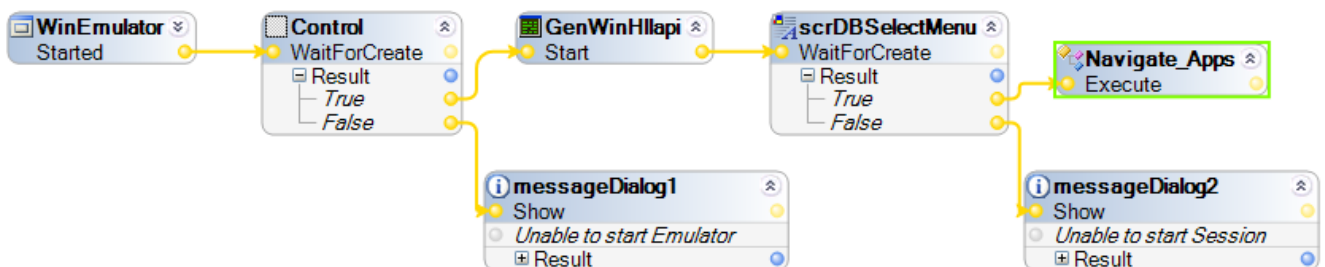 WinEmulator
Started
Control
WaitForCreate
Result
True
False
GenWinHllapi
Start
scrDBSelectMenu
WaitForCreate
Result
True
False
Navigate_Apps
Execute
messageDialog1
Show
Unable to start Emulator
Result
messageDialog2
Show
Unable to start Session
Result